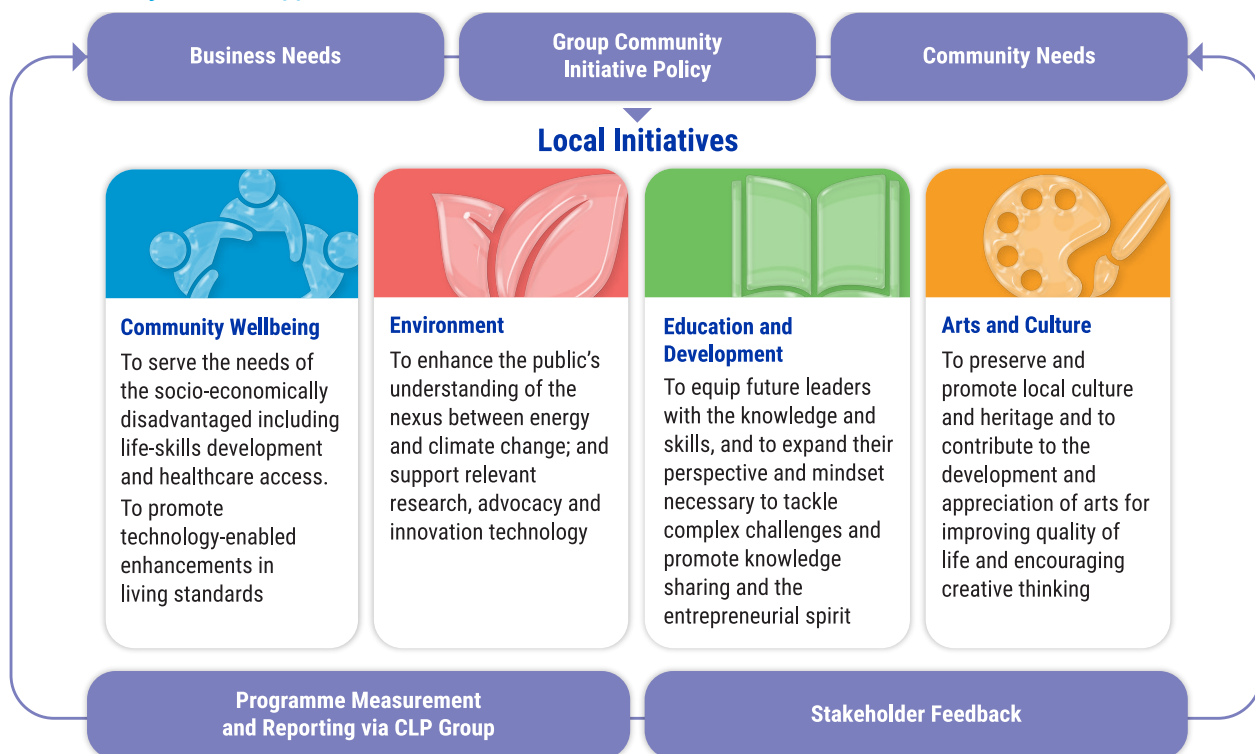 Business Needs
Group Community
Initiative Policy
Community Needs
Local Initiatives
Community Wellbeing
To serve the needs of
the socio-economically
disadvantaged including
life-skills development
and healthcare access.
To promote
technology-enabled
enhancements in
living standards
Environment
To enhance the public's
understanding of the
nexus between energy
and climate change; and
support relevant
research, advocacy and
innovation technology
Education and
Development
To equip future leaders
with the knowledge and
skills, and to expand their
perspective and mindset
necessary to tackle
complex challenges and
promote knowledge
sharing and the
entrepreneurial spirit
Arts and Culture
To preserve and
promote local culture
and heritage and to
contribute to the
development and
appreciation of arts for
improving quality of
life and encouraging
creative thinking
Programme Measurement
and Reporting via CLP Group
Stakeholder Feedback